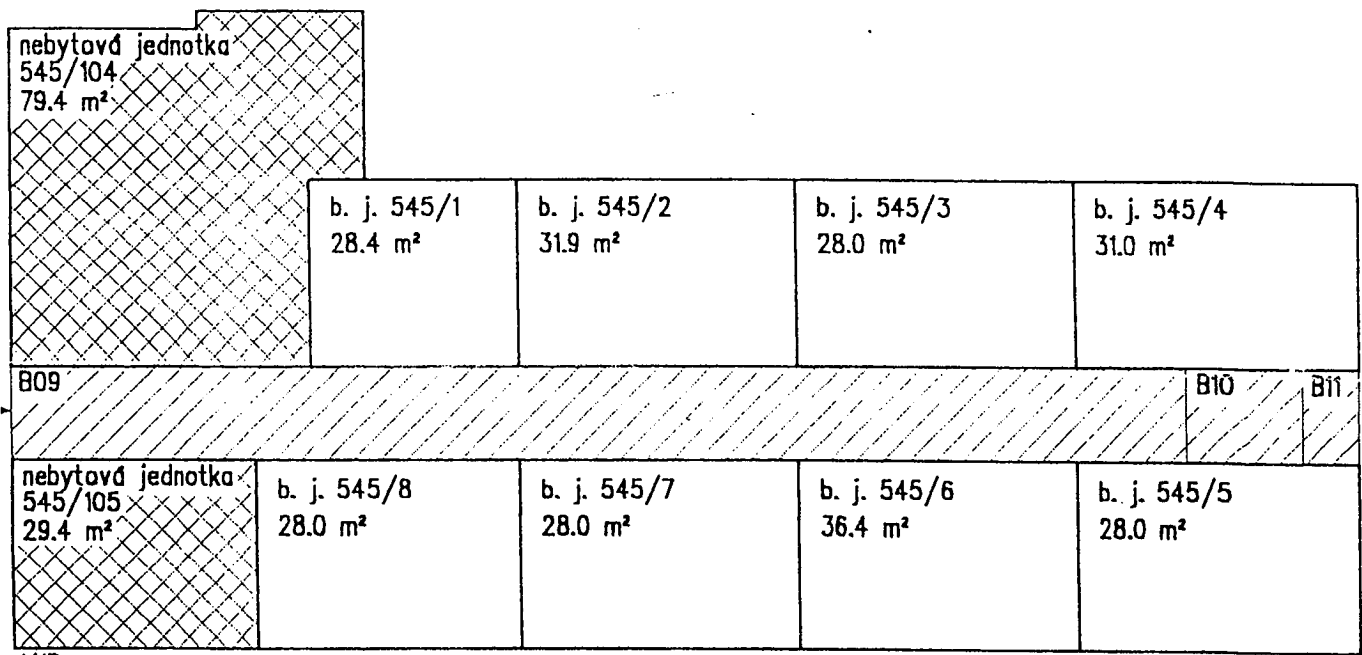 nebytová jednotka
545/104
79.4 m²
b. j. 545/1
28.4 m²
b. j. 545/2
31.9 m²
b. j. 545/3
28.0 m²
b. j. 545/4
31.0 m²
B09
B10
B11
nebytová jednotka
545/105
29.4 m²
b. j. 545/8
28.0 m²
b. j. 545/7
28.0 m²
b. j. 545/6
36.4 m²
b. j. 545/5
28.0 m²